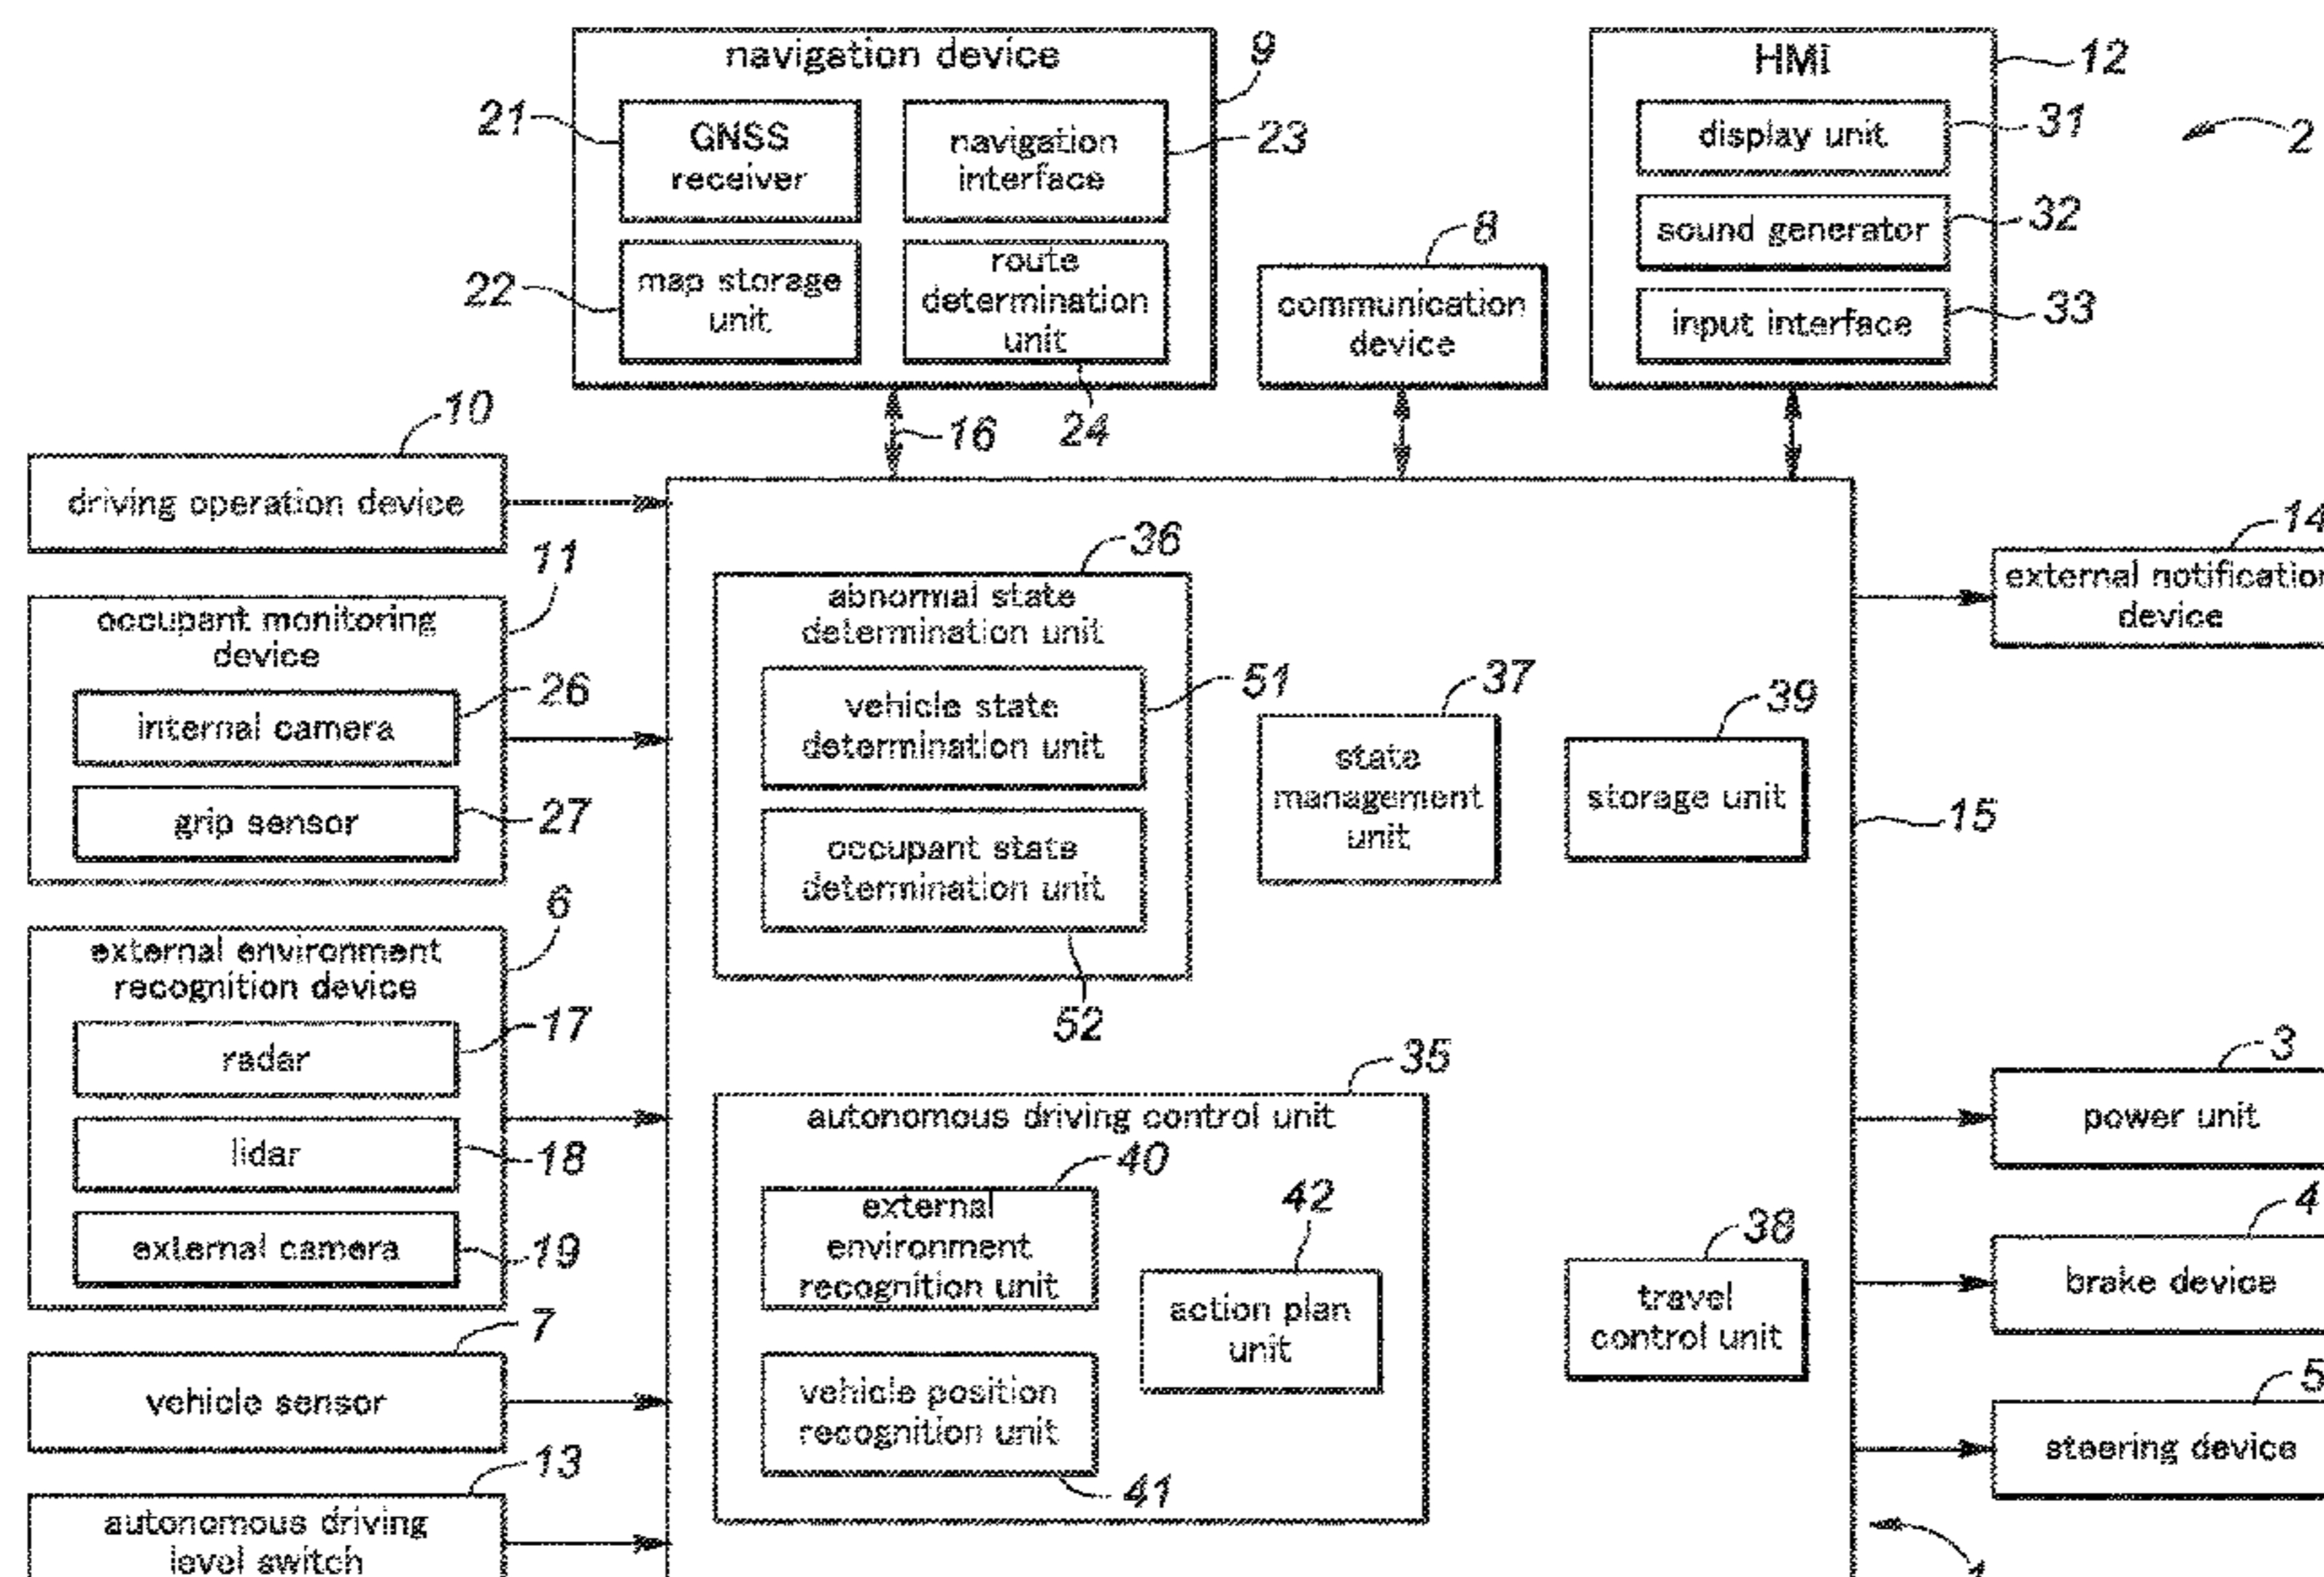 navigation device
9
21
GNSS
receiver
navigation
interface
23
22
map storage
unit
route
determination
unit
24
16
8
communication
device
HMI
12
display unit
31
sound generator
32
input interface
33
2
10
driving operation device
11
occupant monitoring
device
internal camera
26
grip sensor
27
6
external environment
recognition device
radar
17
lidar
18
external camera
19
7
vehicle sensor
13
autonomous driving
level switch
36
abnormal state
determination unit
vehicle state
determination unit
51
occupant state
determination unit
52
37
state
management
unit
39
storage unit
15
35
autonomous driving control unit
40
external
environment
recognition unit
42
action plan
unit
vehicle position
recognition unit
41
38
travel
control unit
14
external notification
device
3
power unit
4
brake device
5
steering device
1